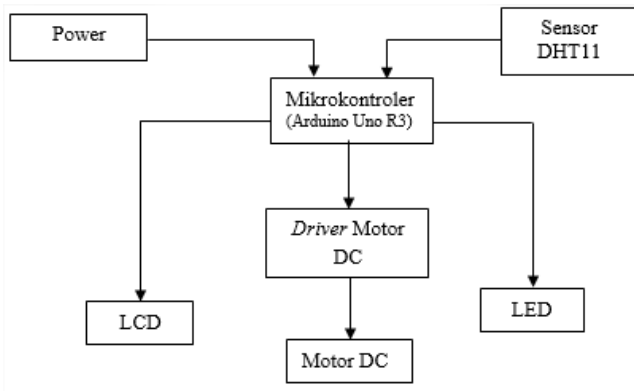 Power
Sensor
DHT11
Mikrokontroler
(Arduino Uno R3)
Driver Motor
DC
LCD
LED
Motor DC